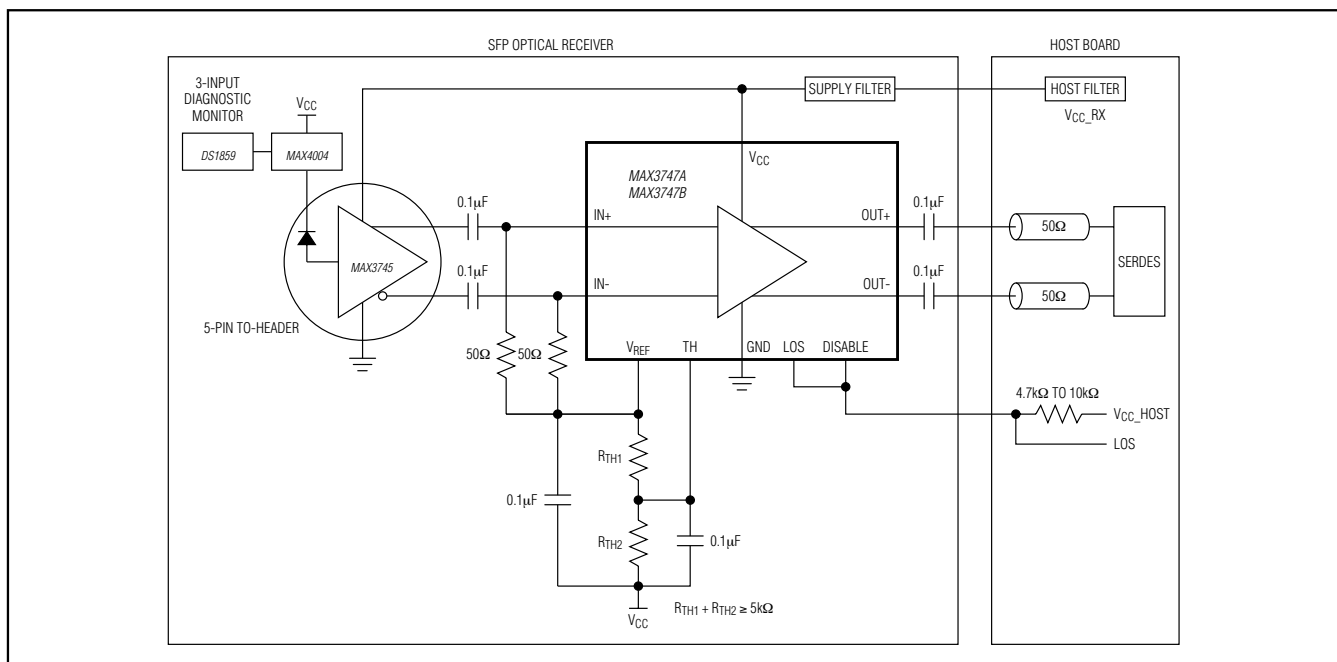 SFP OPTICAL RECEIVER
HOST BOARD
3-INPUT
DIAGNOSTIC
MONITOR
VCC
SUPPLY FILTER
HOST FILTER
VCC_RX
DS1859
MAX4004
VCC
MAX3747A
MAX3747B
0.1µF
IN+
OUT+
0.1µF
50Ω
MAX3745
0.1µF
IN-
OUT-
0.1µF
50Ω
SERDES
5-PIN TO-HEADER
50Ω
50Ω
VREF
TH
GND
LOS
DISABLE
4.7kΩ TO 10kΩ
VCC_HOST
LOS
RTH1
0.1µF
RTH2
0.1µF
VCC
RTH1 + RTH2 ≥ 5kΩ